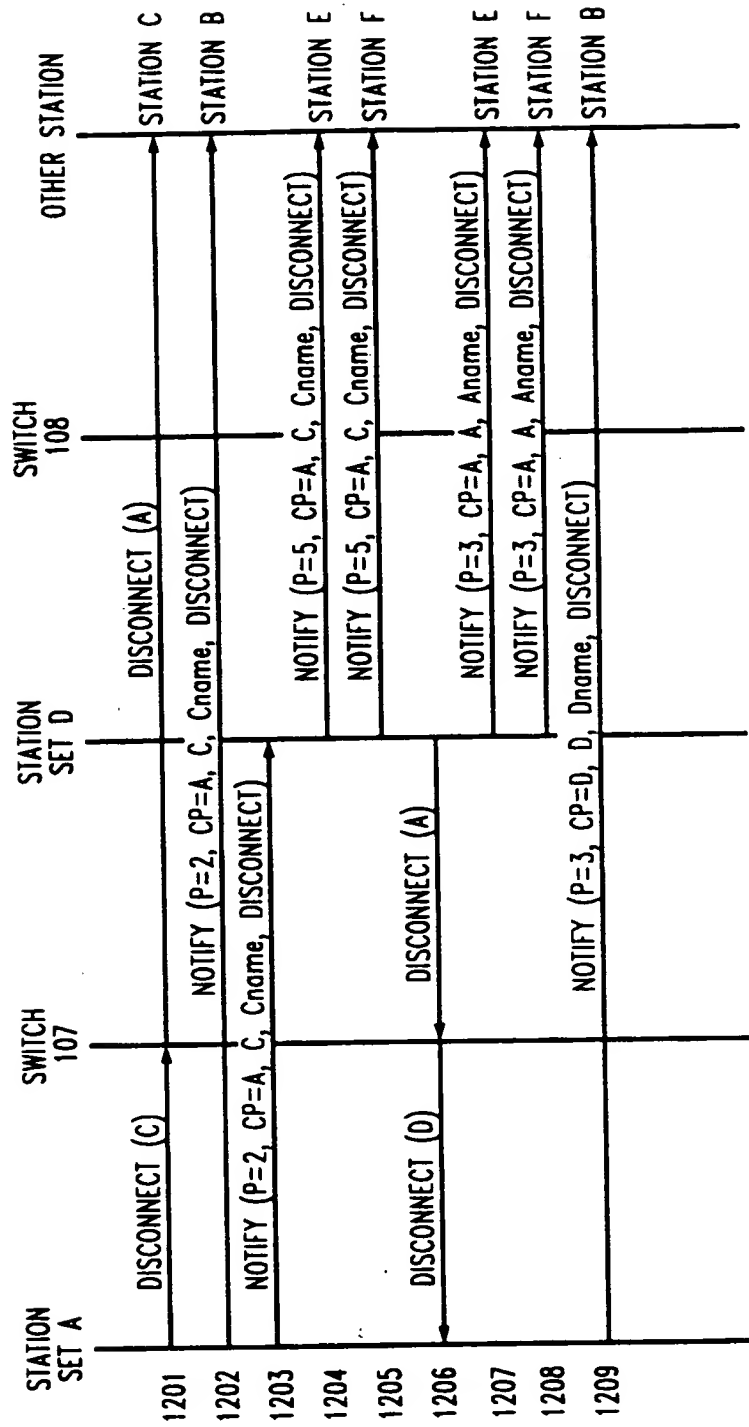 STATION SET A
SWITCH 107
STATION SET D
SWITCH 108
OTHER STATION
1201
DISCONNECT (C)
DISCONNECT (A)
STATION C
1202
NOTIFY (P=2, CP=A, C, Cname, DISCONNECT)
STATION B
1203
NOTIFY (P=2, CP=A, C, Cname, DISCONNECT)
1204
NOTIFY (P=5, CP=A, C, Cname, DISCONNECT)
STATION E
1205
NOTIFY (P=5, CP=A, C, Cname, DISCONNECT)
STATION F
1206
DISCONNECT (D)
DISCONNECT (A)
1207
NOTIFY (P=3, CP=A, A, Aname, DISCONNECT)
STATION E
1208
NOTIFY (P=3, CP=A, A, Aname, DISCONNECT)
STATION F
1209
NOTIFY (P=3, CP=D, D, Dname, DISCONNECT)
STATION B